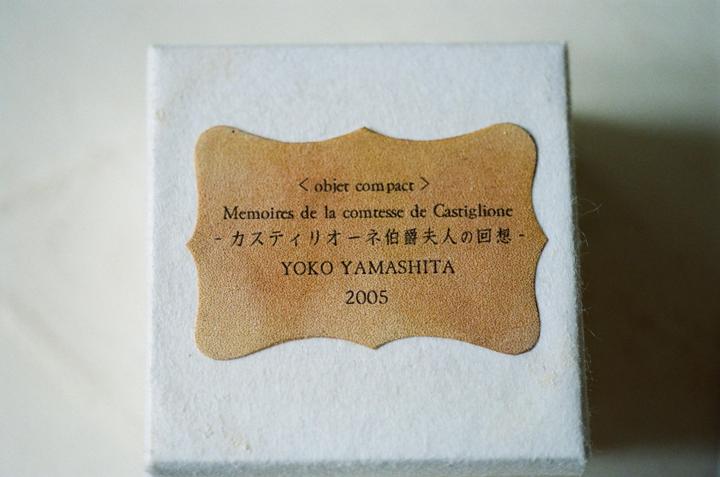 < objet compact >
Memoires de la comtesse de Castiglione
- カスティリオーネ伯爵夫人の回想 -
YOKO YAMASHITA
2005